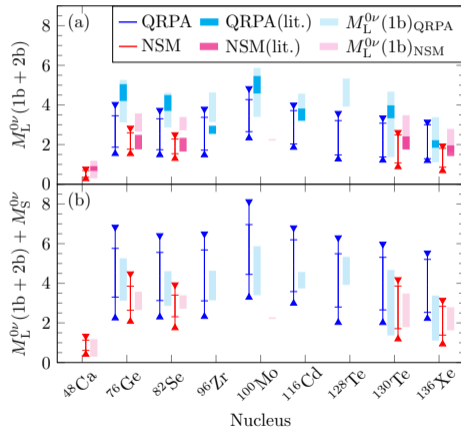 QRPA QRPA(lit.) M_L^{0ν}(1b)_{QRPA}
NSM NSM(lit.) M_L^{0ν}(1b)_{NSM}
(a)
M_L^{0ν}(1b + 2b)
8
6
4
2
0
(b)
M_L^{0ν}(1b + 2b) + M_S^{0ν}
8
6
4
2
0
⁴⁸Ca ⁷⁶Ge ⁸²Se ⁹⁶Zr ¹⁰⁰Mo ¹¹⁶Cd ¹²⁸Te ¹³⁰Te ¹³⁶Xe
Nucleus